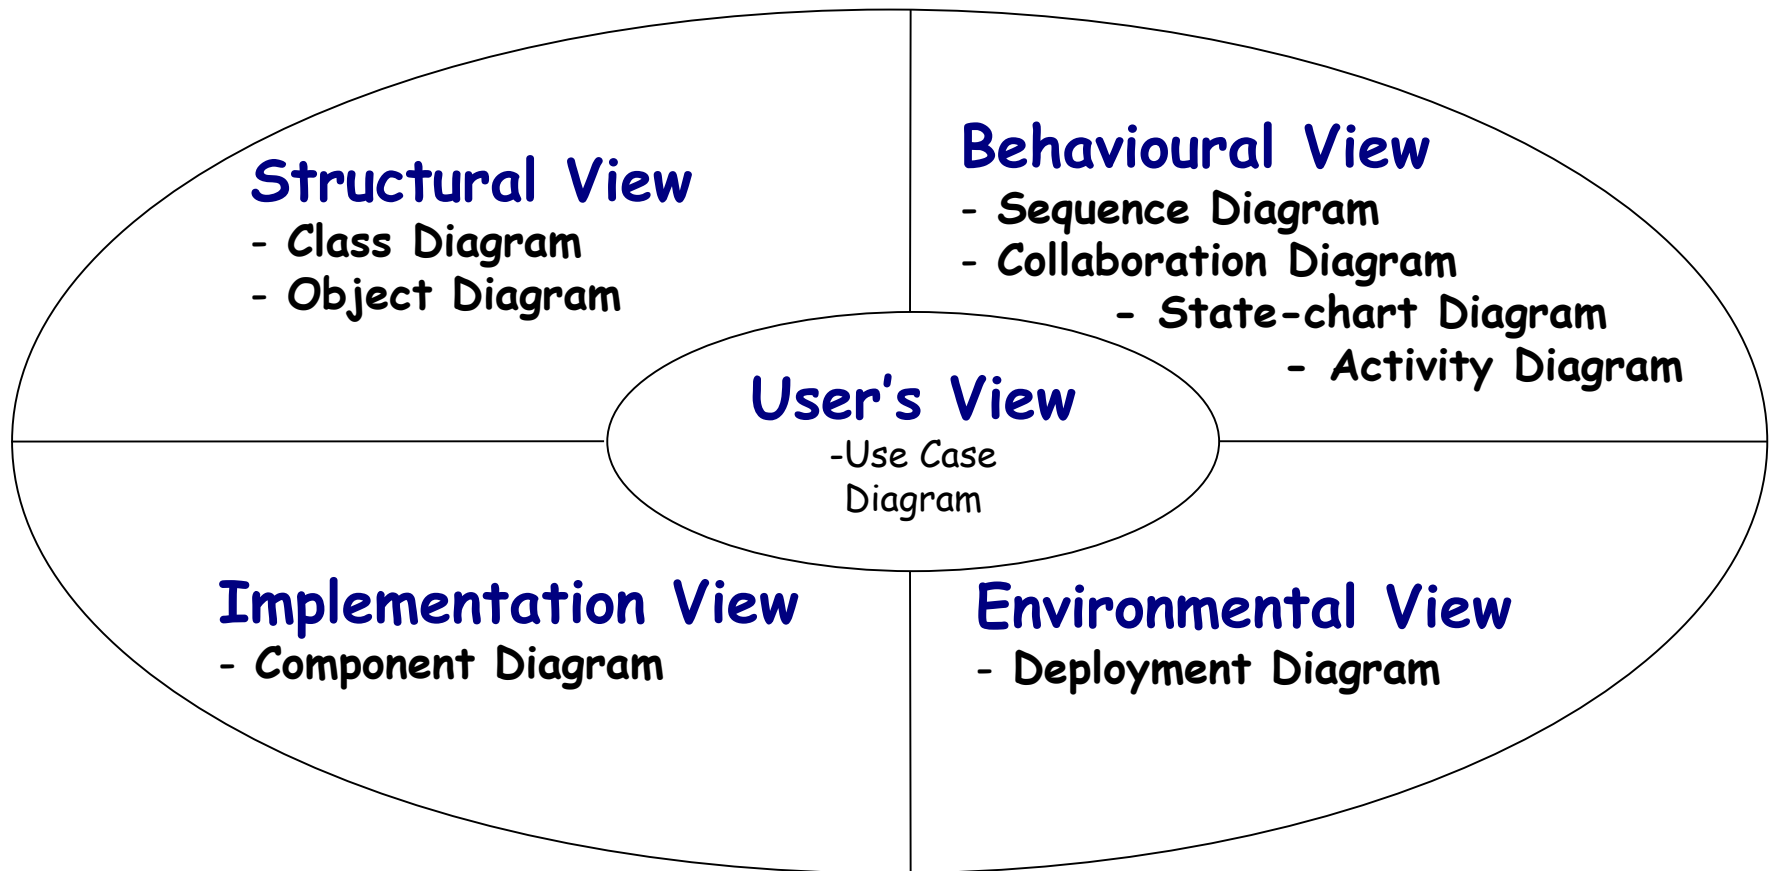 Structural View
- Class Diagram
- Object Diagram
Behavioural View
- Sequence Diagram
- Collaboration Diagram
- State-chart Diagram
- Activity Diagram
User's View
-Use Case
Diagram
Implementation View
- Component Diagram
Environmental View
- Deployment Diagram